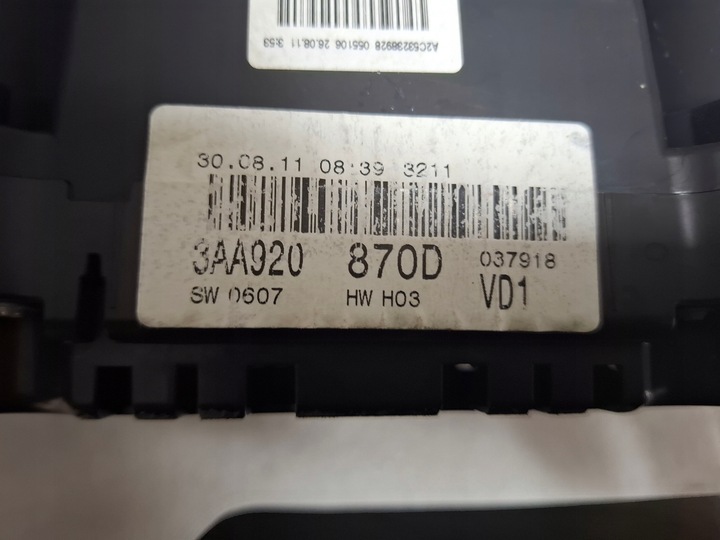 A2C53238928 055106 26.08.11 3:53
30.08.11 08:39 3211
3AA920 870D 037918
SW 0607 HW H03 VD1